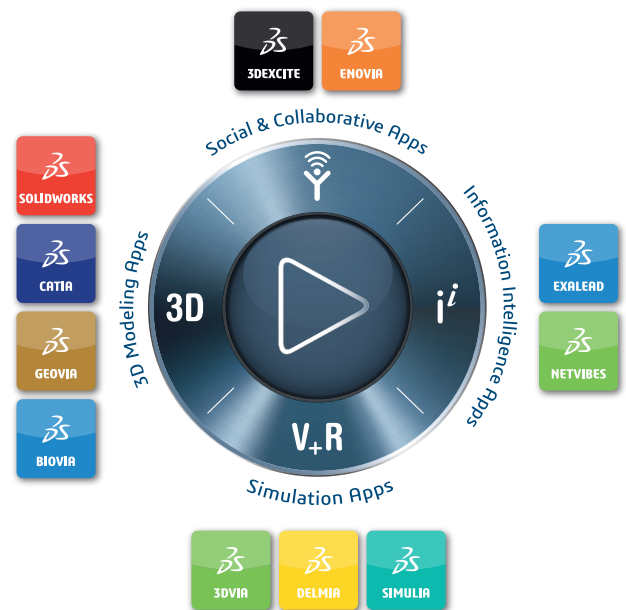 3DEXCITE
ENOVIA
Social & Collaborative Apps
SOLIDWORKS
CATIA
GEOVIA
BIOVIA
3D Modeling Apps
3D
i i
Information Intelligence Apps
EXALEAD
NETVIBES
V+R
Simulation Apps
3DVIA
DELMIA
SIMULIA